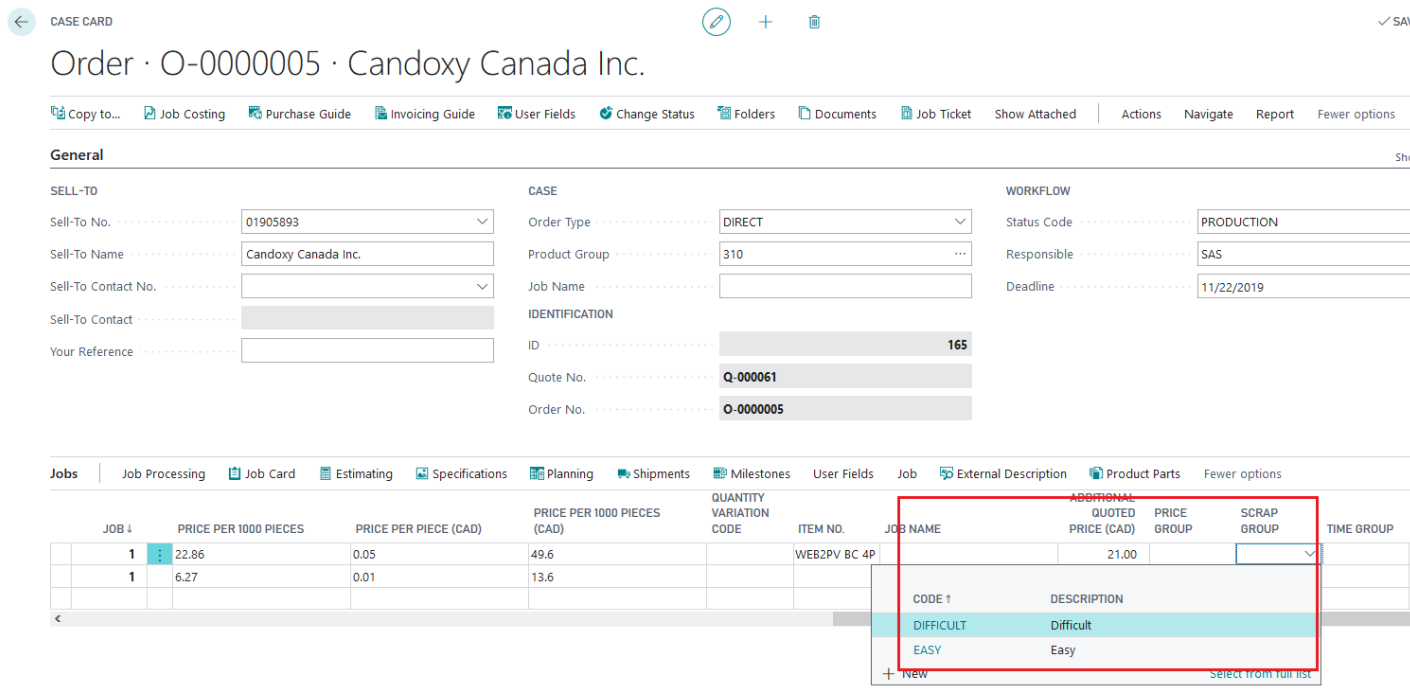 CASE CARD
SAV
Order · O-0000005 · Candoxy Canada Inc.
Copy to... Job Costing Purchase Guide Invoicing Guide User Fields Change Status Folders Documents Job Ticket Show Attached Actions Navigate Report Fewer options
General
Sho
SELL-TO
Sell-To No. 01905893
Sell-To Name Candoxy Canada Inc.
Sell-To Contact No.
Sell-To Contact
Your Reference
CASE
Order Type DIRECT
Product Group 310 ...
Job Name
IDENTIFICATION
ID 165
Quote No. Q-000061
Order No. O-0000005
WORKFLOW
Status Code PRODUCTION
Responsible SAS
Deadline 11/22/2019
Jobs Job Processing Job Card Estimating Specifications Planning Shipments Milestones User Fields Job External Description Product Parts Fewer options
JOB↓ PRICE PER 1000 PIECES PRICE PER PIECE (CAD) PRICE PER 1000 PIECES (CAD) QUANTITY VARIATION CODE ITEM NO. JOB NAME ADDITIONAL QUOTED PRICE (CAD) PRICE GROUP SCRAP GROUP TIME GROUP
1 22.86 0.05 49.6 WEB2PV BC 4P 21.00
1 6.27 0.01 13.6
CODE↑ DESCRIPTION
DIFFICULT Difficult
EASY Easy
+ New Select from full list